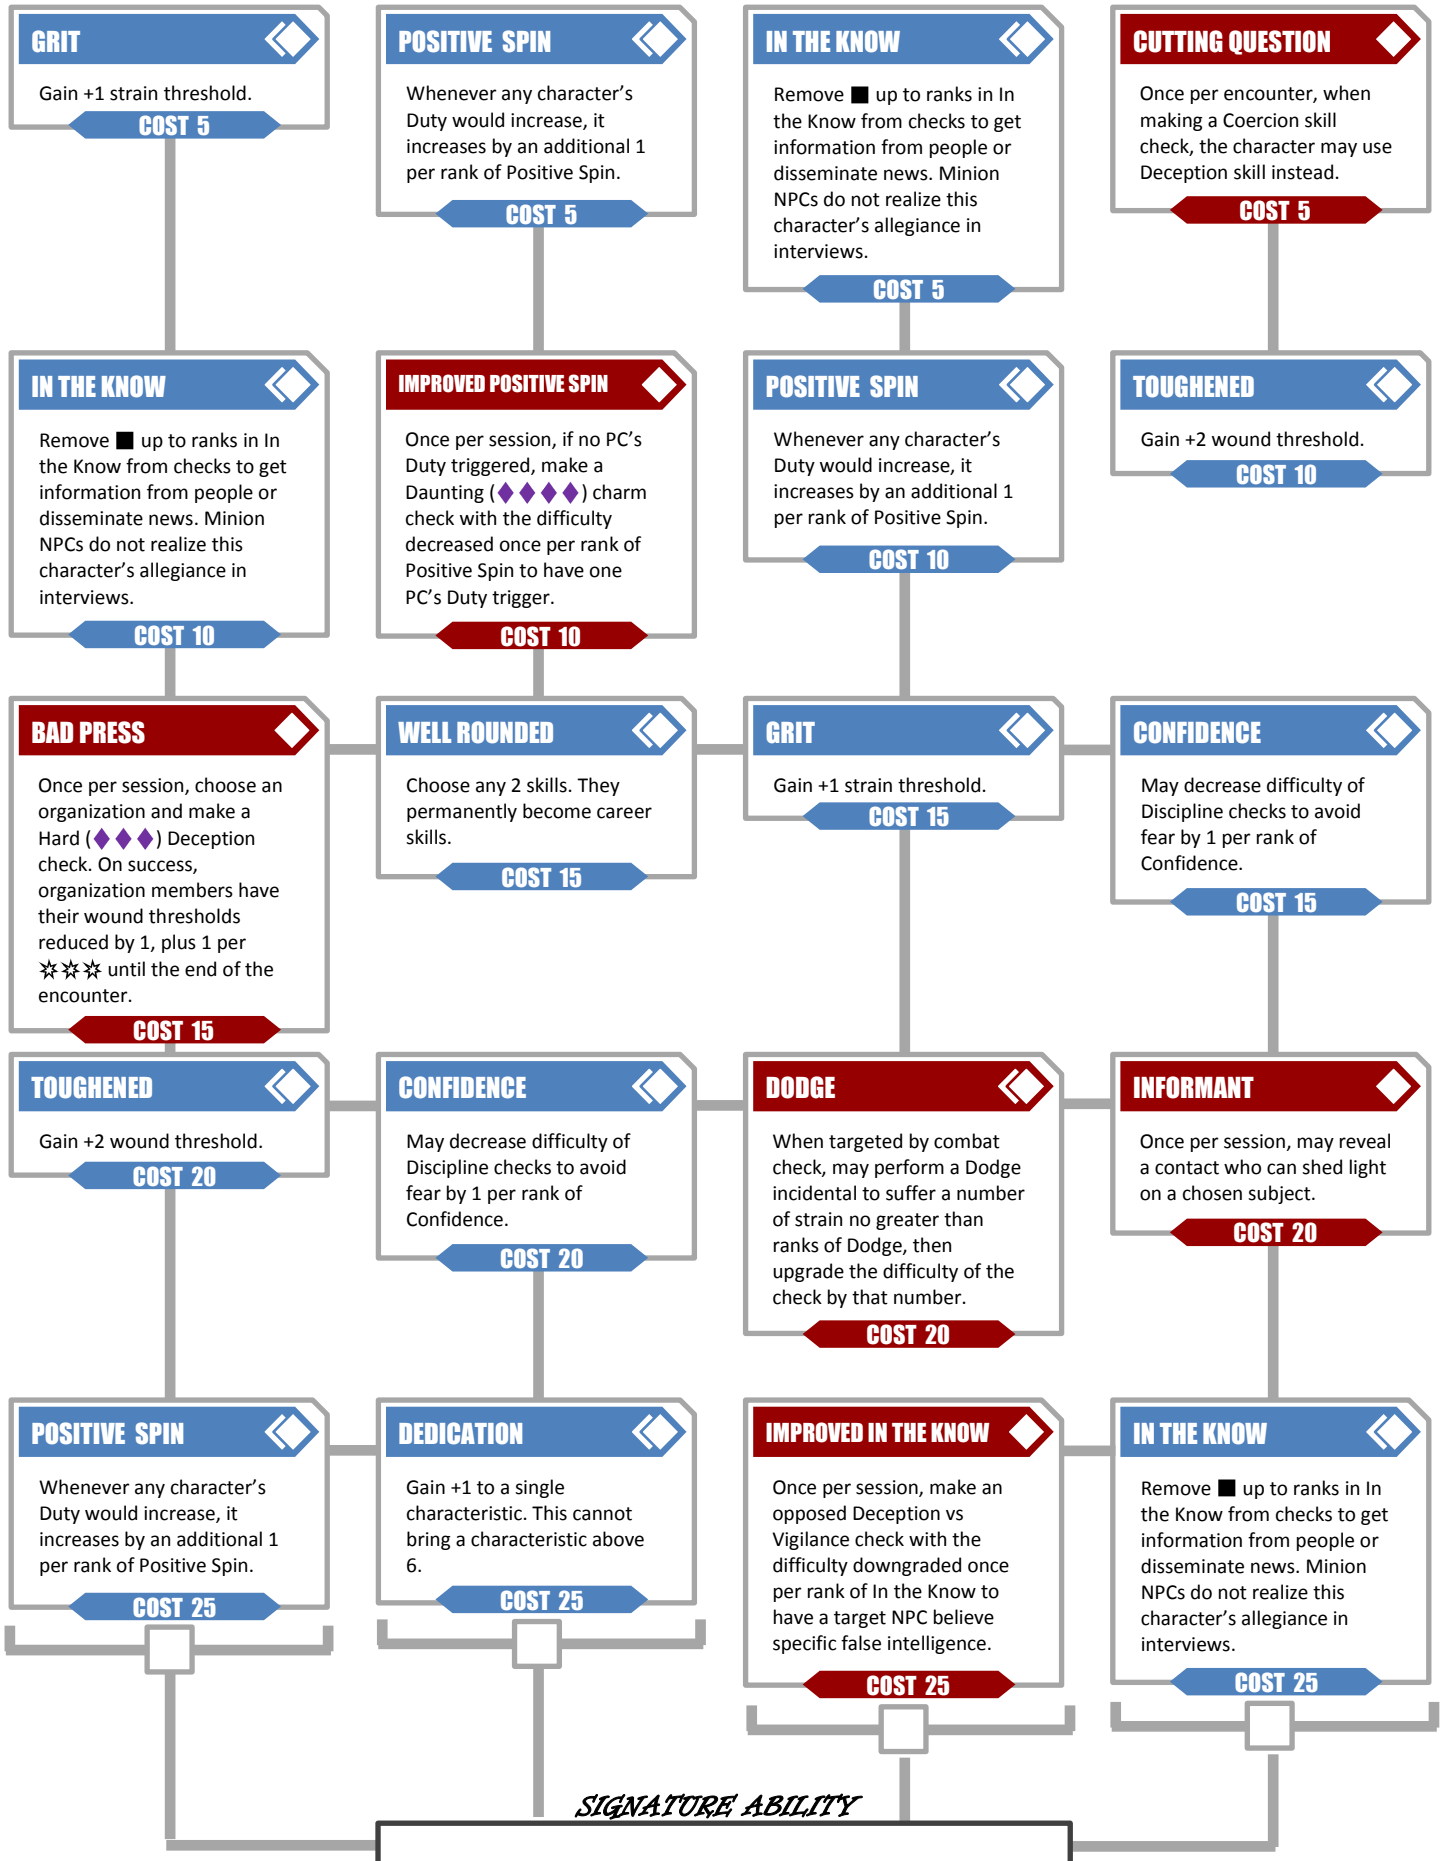 GRIT
Gain +1 strain threshold.
COST 5
POSITIVE SPIN
Whenever any character's
Duty would increase, it
increases by an additional 1
per rank of Positive Spin.
COST 5
IN THE KNOW
Remove ■ up to ranks in In
the Know from checks to get
information from people or
disseminate news. Minion
NPCs do not realize this
character's allegiance in
interviews.
COST 5
CUTTING QUESTION
Once per encounter, when
making a Coercion skill
check, the character may use
Deception skill instead.
COST 5
IN THE KNOW
Remove ■ up to ranks in In
the Know from checks to get
information from people or
disseminate news. Minion
NPCs do not realize this
character's allegiance in
interviews.
COST 10
IMPROVED POSITIVE SPIN
Once per session, if no PC's
Duty triggered, make a
Daunting (♦ ♦ ♦ ♦) charm
check with the difficulty
decreased once per rank of
Positive Spin to have one
PC's Duty trigger.
COST 10
POSITIVE SPIN
Whenever any character's
Duty would increase, it
increases by an additional 1
per rank of Positive Spin.
COST 10
TOUGHENED
Gain +2 wound threshold.
COST 10
BAD PRESS
Once per session, choose an
organization and make a
Hard (♦ ♦ ♦) Deception
check. On success,
organization members have
their wound thresholds
reduced by 1, plus 1 per
✲✲✲ until the end of the
encounter.
COST 15
WELL ROUNDED
Choose any 2 skills. They
permanently become career
skills.
COST 15
GRIT
Gain +1 strain threshold.
COST 15
CONFIDENCE
May decrease difficulty of
Discipline checks to avoid
fear by 1 per rank of
Confidence.
COST 15
TOUGHENED
Gain +2 wound threshold.
COST 20
CONFIDENCE
May decrease difficulty of
Discipline checks to avoid
fear by 1 per rank of
Confidence.
COST 20
DODGE
When targeted by combat
check, may perform a Dodge
incidental to suffer a number
of strain no greater than
ranks of Dodge, then
upgrade the difficulty of the
check by that number.
COST 20
INFORMANT
Once per session, may reveal
a contact who can shed light
on a chosen subject.
COST 20
POSITIVE SPIN
Whenever any character's
Duty would increase, it
increases by an additional 1
per rank of Positive Spin.
COST 25
DEDICATION
Gain +1 to a single
characteristic. This cannot
bring a characteristic above
6.
COST 25
IMPROVED IN THE KNOW
Once per session, make an
opposed Deception vs
Vigilance check with the
difficulty downgraded once
per rank of In the Know to
have a target NPC believe
specific false intelligence.
COST 25
IN THE KNOW
Remove ■ up to ranks in In
the Know from checks to get
information from people or
disseminate news. Minion
NPCs do not realize this
character's allegiance in
interviews.
COST 25
SIGNATURE ABILITY